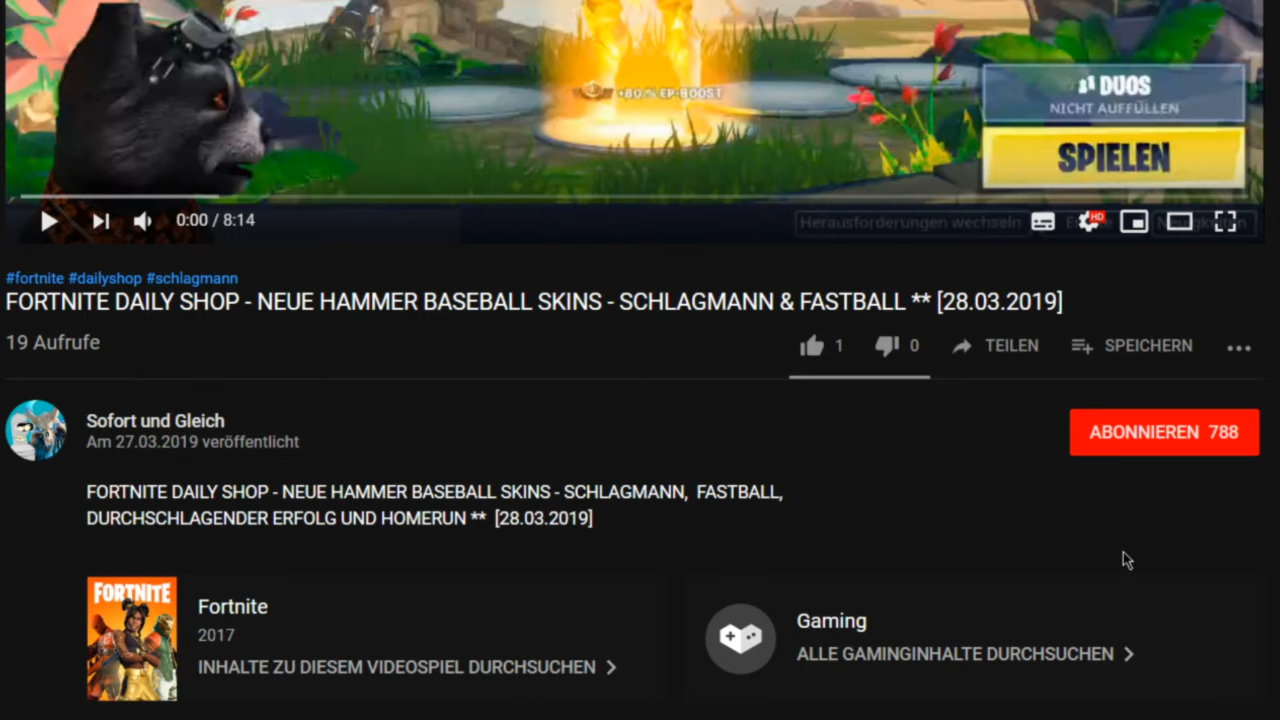 DUOS
NICHT AUFFÜLLEN
+80 % EP-BOOST
SPIELEN
0:00 / 8:14
Herausforderungen wechseln
HD
#fortnite #dailyshop #schlagmann
FORTNITE DAILY SHOP - NEUE HAMMER BASEBALL SKINS - SCHLAGMANN & FASTBALL ** [28.03.2019]
19 Aufrufe
1
0
TEILEN
SPEICHERN
Sofort und Gleich
Am 27.03.2019 veröffentlicht
ABONNIEREN 788
FORTNITE DAILY SHOP - NEUE HAMMER BASEBALL SKINS - SCHLAGMANN, FASTBALL,
DURCHSCHLAGENDER ERFOLG UND HOMERUN ** [28.03.2019]
FORTNITE
Fortnite
2017
INHALTE ZU DIESEM VIDEOSPIEL DURCHSUCHEN
Gaming
ALLE GAMINGINHALTE DURCHSUCHEN